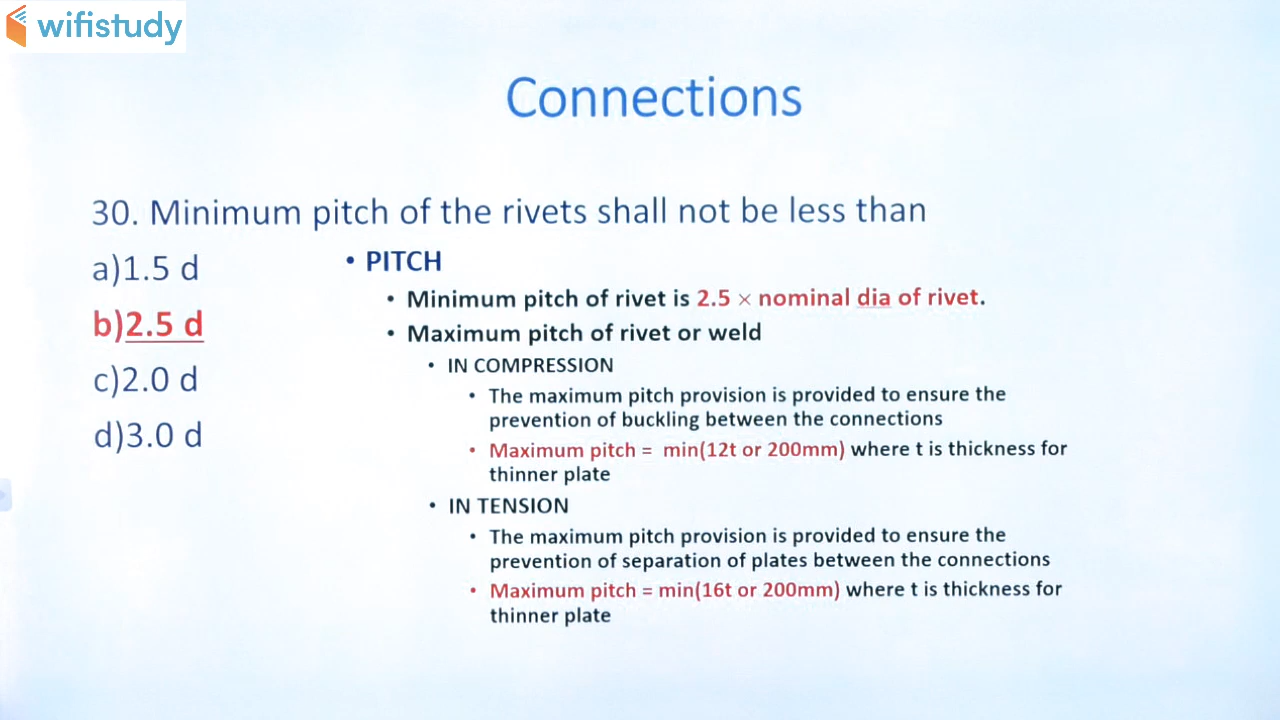 wifistudy
Connections
30. Minimum pitch of the rivets shall not be less than
a)1.5 d
b)2.5 d
c)2.0 d
d)3.0 d
• PITCH
• Minimum pitch of rivet is 2.5 × nominal dia of rivet.
• Maximum pitch of rivet or weld
• IN COMPRESSION
• The maximum pitch provision is provided to ensure the
prevention of buckling between the connections
• Maximum pitch = min(12t or 200mm) where t is thickness for
thinner plate
• IN TENSION
• The maximum pitch provision is provided to ensure the
prevention of separation of plates between the connections
• Maximum pitch = min(16t or 200mm) where t is thickness for
thinner plate